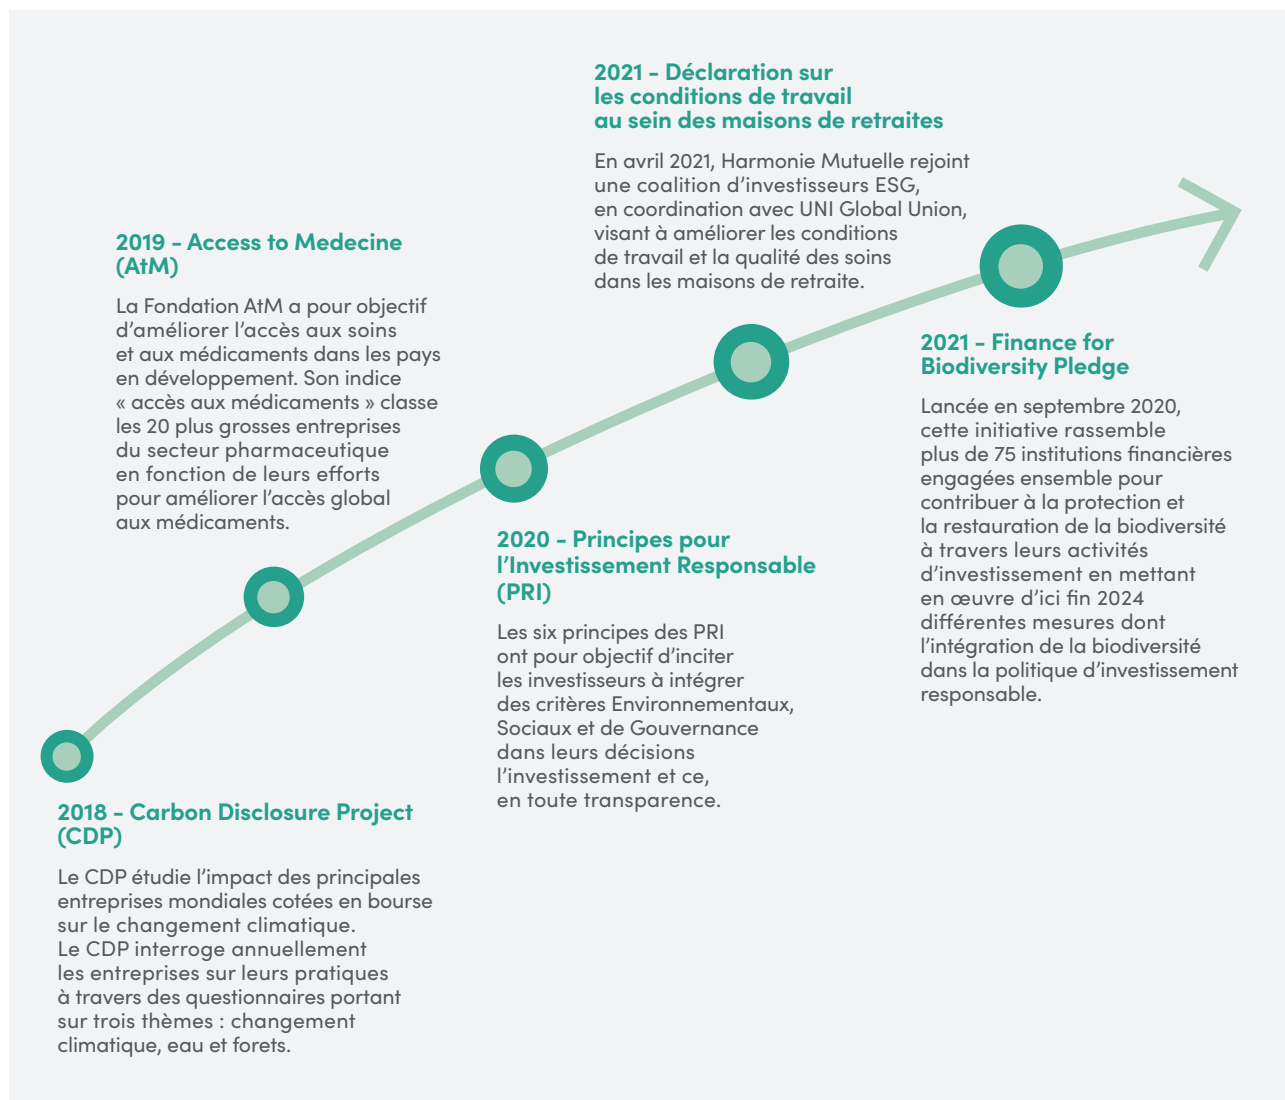 2021 - Déclaration sur
les conditions de travail
au sein des maisons de retraites
En avril 2021, Harmonie Mutuelle rejoint
une coalition d’investisseurs ESG,
en coordination avec UNI Global Union,
visant à améliorer les conditions
de travail et la qualité des soins
dans les maisons de retraite.
2019 - Access to Medecine
(AtM)
La Fondation AtM a pour objectif
d’améliorer l’accès aux soins
et aux médicaments dans les pays
en développement. Son indice
« accès aux médicaments » classe
les 20 plus grosses entreprises
du secteur pharmaceutique
en fonction de leurs efforts
pour améliorer l’accès global
aux médicaments.
2021 - Finance for
Biodiversity Pledge
Lancée en septembre 2020,
cette initiative rassemble
plus de 75 institutions financières
engagées ensemble pour
contribuer à la protection et
la restauration de la biodiversité
à travers leurs activités
d’investissement en mettant
en œuvre d’ici fin 2024
différentes mesures dont
l’intégration de la biodiversité
dans la politique d’investissement
responsable.
2020 - Principes pour
l’Investissement Responsable
(PRI)
Les six principes des PRI
ont pour objectif d’inciter
les investisseurs à intégrer
des critères Environnementaux,
Sociaux et de Gouvernance
dans leurs décisions
l’investissement et ce,
en toute transparence.
2018 - Carbon Disclosure Project
(CDP)
Le CDP étudie l’impact des principales
entreprises mondiales cotées en bourse
sur le changement climatique.
Le CDP interroge annuellement
les entreprises sur leurs pratiques
à travers des questionnaires portant
sur trois thèmes : changement
climatique, eau et forets.